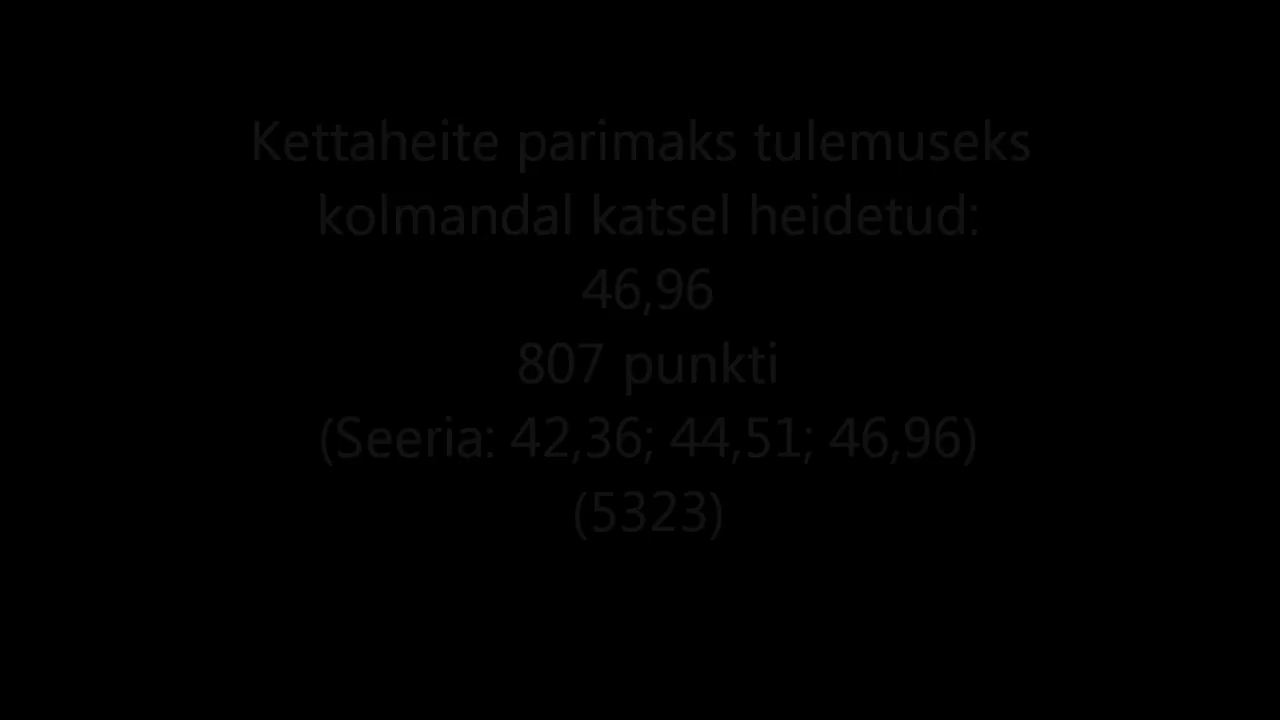 Kettaheite parimaks tulemuseks
kolmandal katsel heidetud:
46,96
807 punkti
(Seeria: 42,36; 44,51; 46,96)
(5323)